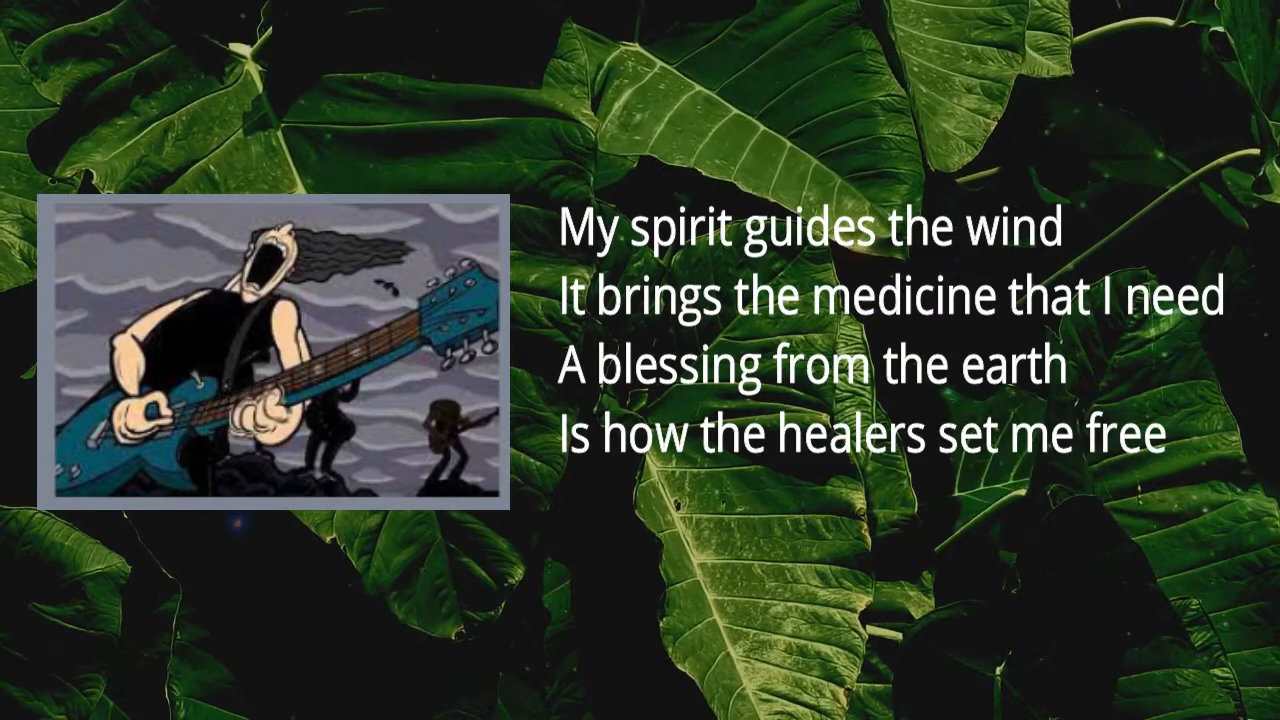 My spirit guides the wind
It brings the medicine that I need
A blessing from the earth
Is how the healers set me free